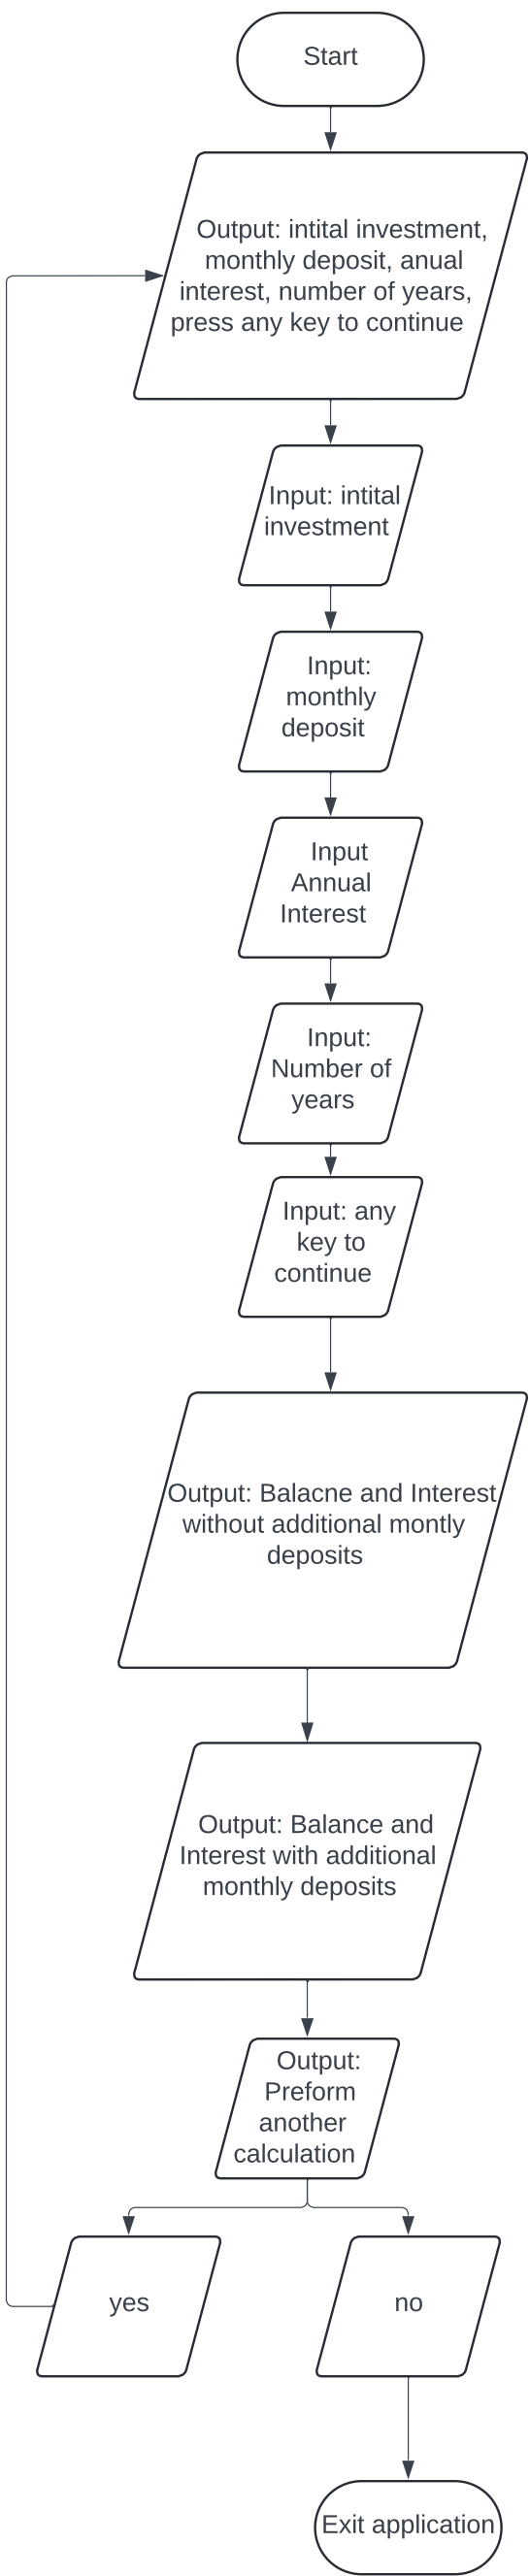 Start
Output: intital investment,
monthly deposit, anual
interest, number of years,
press any key to continue
Input: intital
investment
Input:
monthly
deposit
Input
Annual
Interest
Input:
Number of
years
Input: any
key to
continue
Output: Balacne and Interest
without additional montly
deposits
Output: Balance and
Interest with additional
monthly deposits
Output:
Preform
another
calculation
yes
no
Exit application